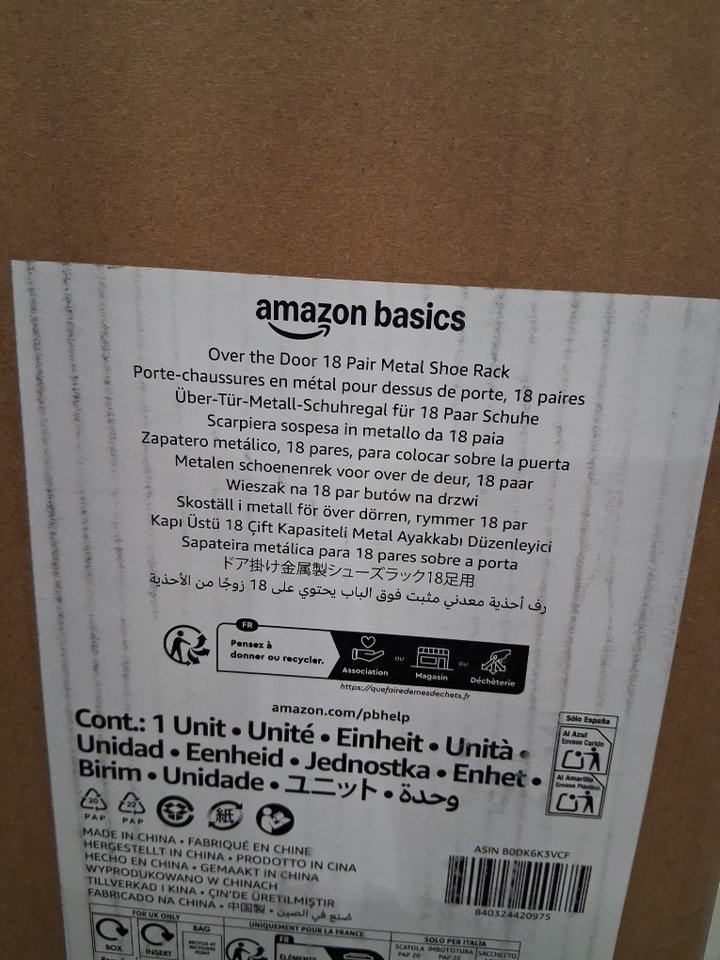 amazon basics
Over the Door 18 Pair Metal Shoe Rack
Porte-chaussures en métal pour dessus de porte, 18 paires
Über-Tür-Metall-Schuhregal für 18 Paar Schuhe
Scarpiera sospesa in metallo da 18 paia
Zapatero metálico, 18 pares, para colocar sobre la puerta
Metalen schoenenrek voor over de deur, 18 paar
Wieszak na 18 par butów na drzwi
Skoställ i metall för över dörren, rymmer 18 par
Kapı Üstü 18 Çift Kapasiteli Metal Ayakkabı Düzenleyici
Sapateira metálica para 18 pares sobre a porta
ドア掛け金属製シューズラック18足用
رف أحذية معدني مثبت فوق الباب يحتوي على 18 زوجًا من الأحذية
FR
Pensez à
donner ou recycler.
Association
ou
Magasin
ou
Déchèterie
https://quefairedemesdechets.fr
amazon.com/pbhelp
Cont.: 1 Unit • Unité • Einheit • Unità •
Unidad • Eenheid • Jednostka • Enhet •
Birim • Unidade • ユニット • وحدة
Sólo España
Al Azul
Envase Cartón
Al Amarillo
Envase Plástico
20
PAP
22
PAP
紙
MADE IN CHINA • FABRIQUÉ EN CHINE
HERGESTELLT IN CHINA • PRODOTTO IN CINA
HECHO EN CHINA • GEMAAKT IN CHINA
WYPRODUKOWANO W CHINACH
TILLVERKAD I KINA • ÇIN'DE ÜRETILMIŞTIR
FABRICADO NA CHINA • 中国製 • صنع في الصين
ASIN B0DK6K3VCF
840324420975
FOR UK ONLY
BOX
INSERT
BAG
RECYCLE AT
UNIQUEMENT POUR LA FRANCE
FR
ÉLÉMENTS
SOLO PER ITALIA
SCATOLA
PAP 20
IMBOTTITURA
PAP 22
SACCHETTO